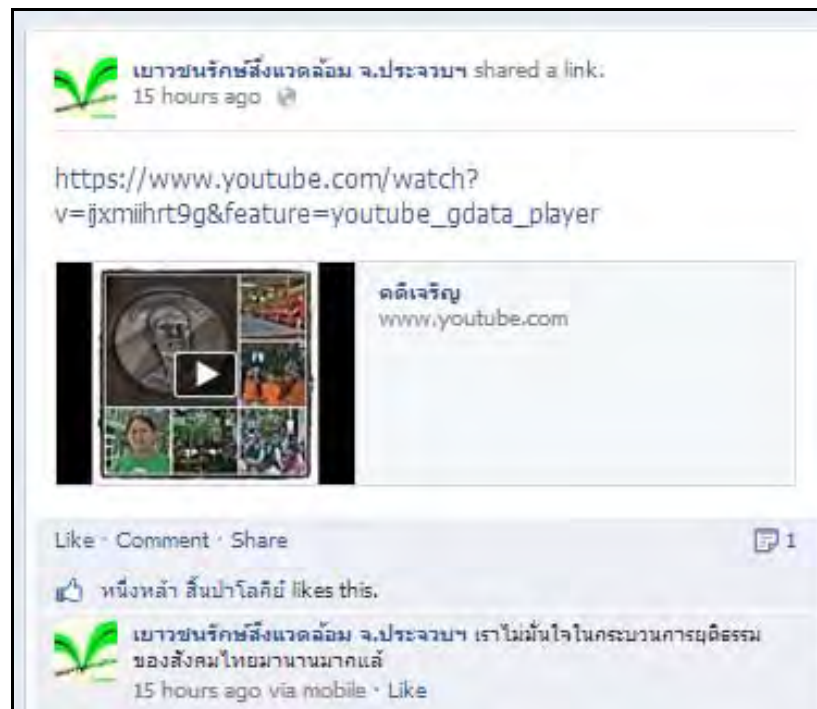 เยาวชนรักษ์สิ่งแวดล้อม จ.ประจวบฯ shared a link.
15 hours ago
https://www.youtube.com/watch?
v=ijxmiihrt9g&feature=youtube_gdata_player
คดีเจริญ
www.youtube.com
Like · Comment · Share
1
หนึ่งหล้า สิ้นป่าโลคีย์ likes this.
เยาวชนรักษ์สิ่งแวดล้อม จ.ประจวบฯ เราไม่มั่นใจในกระบวนการยุติธรรม
ของสังคมไทยมานานมากแล้
15 hours ago via mobile · Like